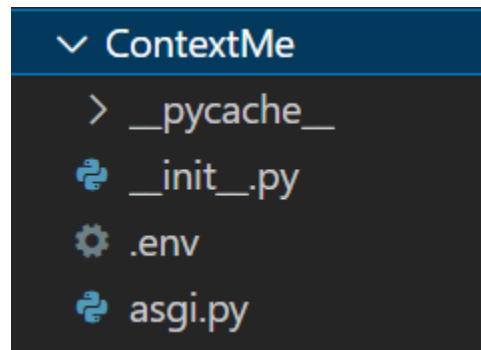 ContextMe
__pycache__
__init__.py
.env
asgi.py